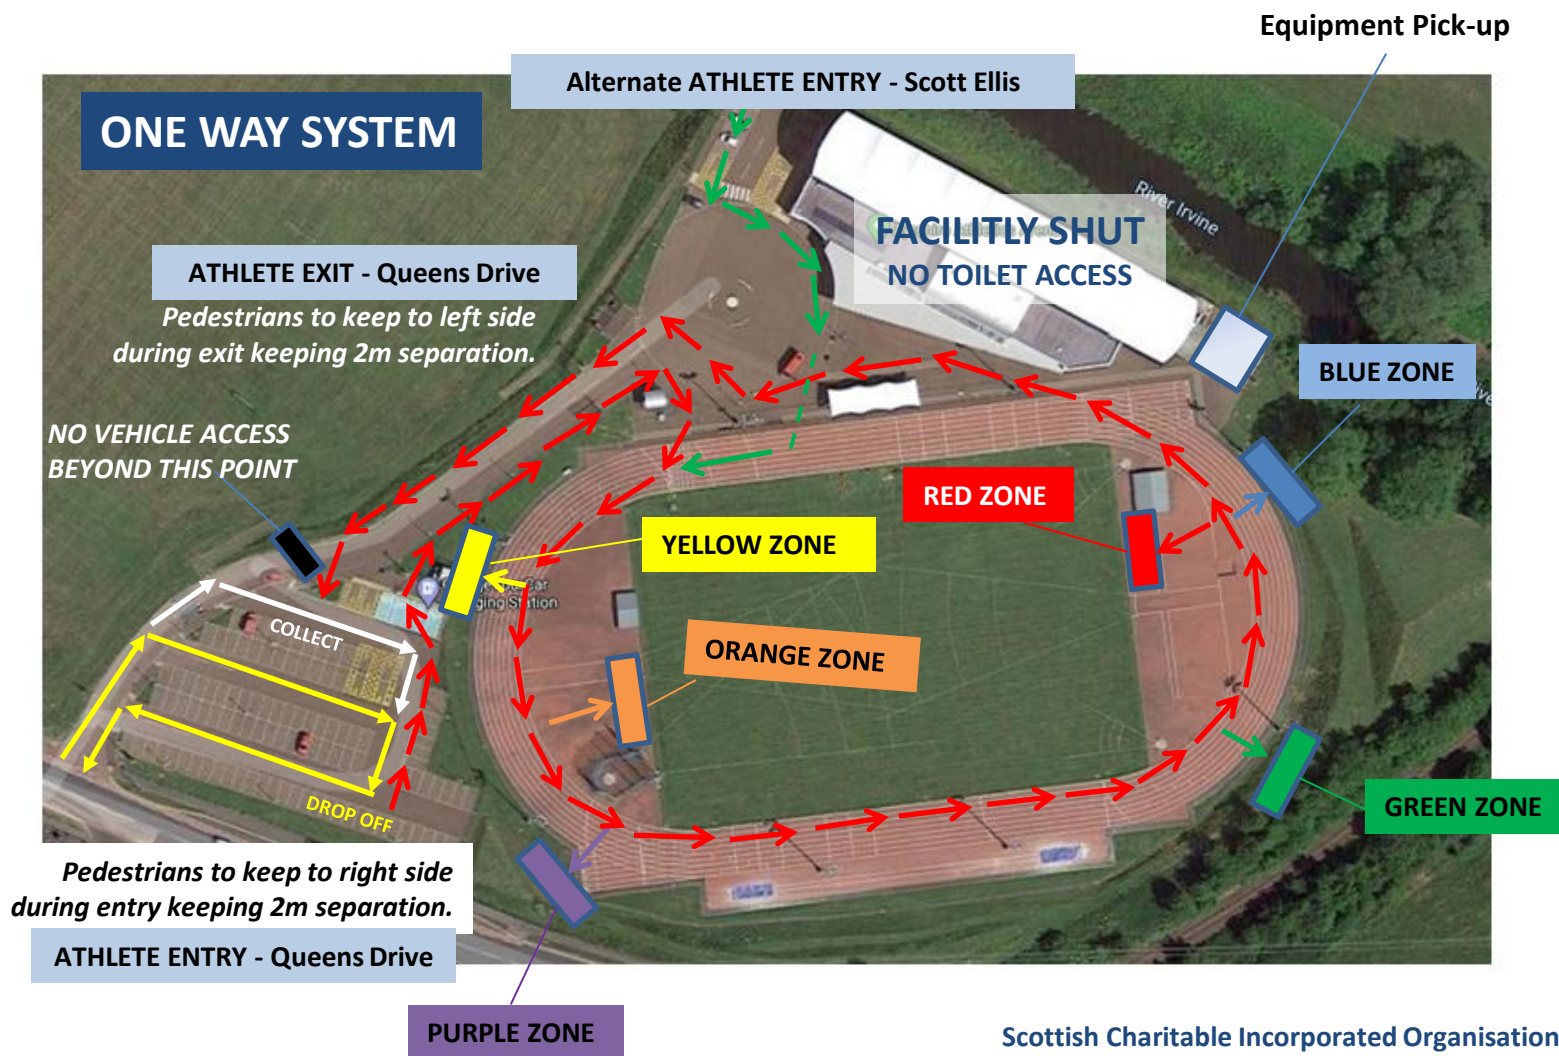 Equipment Pick-up
Alternate ATHLETE ENTRY - Scott Ellis
ONE WAY SYSTEM
River Irvine
FACILITLY SHUT
NO TOILET ACCESS
ATHLETE EXIT - Queens Drive
Pedestrians to keep to left side
during exit keeping 2m separation.
BLUE ZONE
NO VEHICLE ACCESS
BEYOND THIS POINT
RED ZONE
YELLOW ZONE
Station
COLLECT
ORANGE ZONE
DROP OFF
GREEN ZONE
Pedestrians to keep to right side
during entry keeping 2m separation.
ATHLETE ENTRY - Queens Drive
PURPLE ZONE
Scottish Charitable Incorporated Organisation